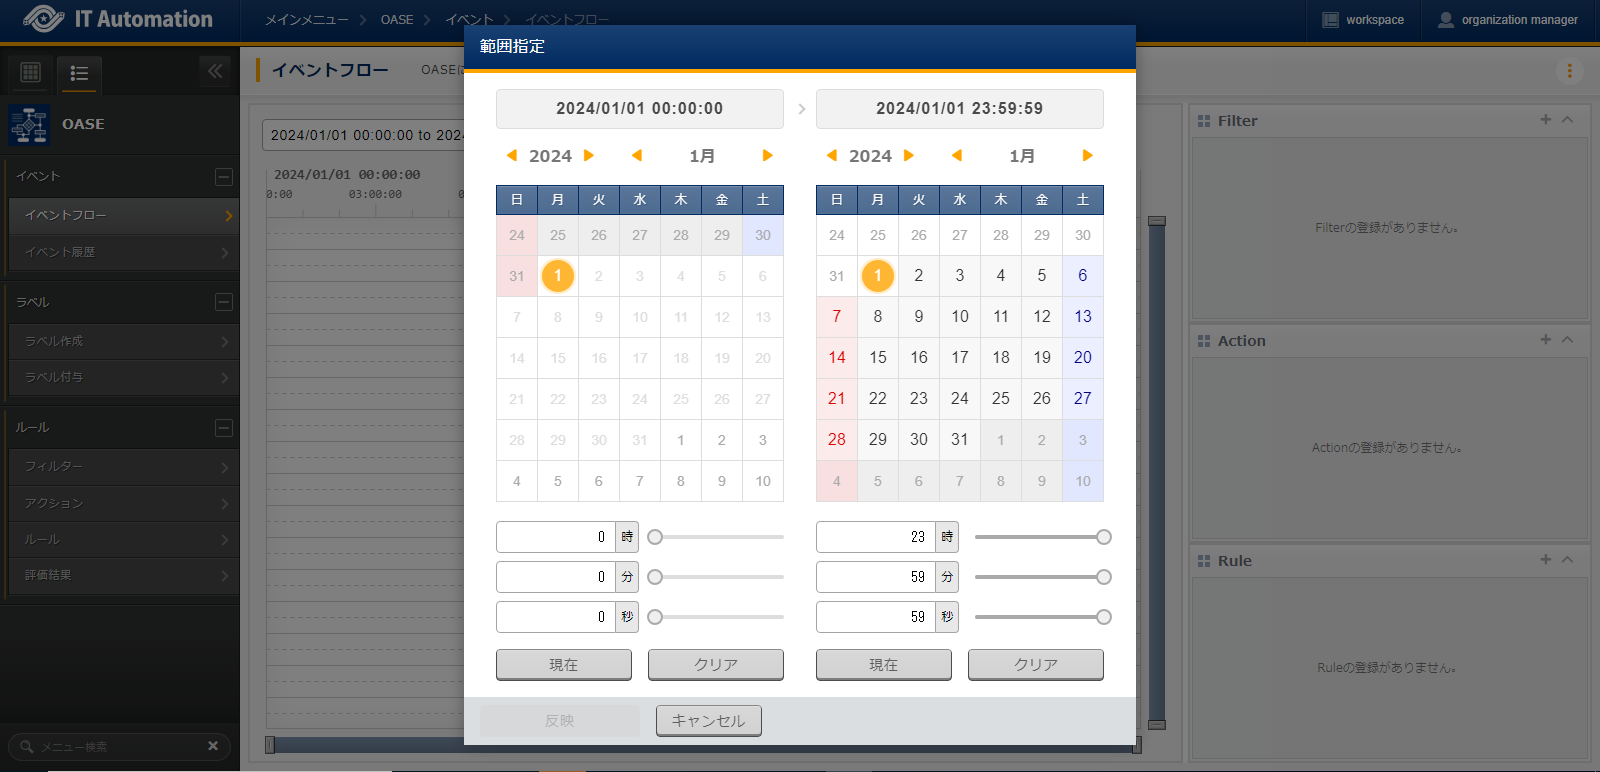 IT Automation
メインメニュー OASE イベント イベントフロー
workspace organization manager
OASE
イベント
イベントフロー
イベント履歴
ラベル
ラベル作成
ラベル付与
ルール
フィルター
アクション
ルール
評価結果
メニュー検索
イベントフロー OASEに
2024/01/01 00:00:00 to 2024
2024/01/01 00:00:00
0:00 03:00:00 0
範囲指定
2024/01/01 00:00:00
2024 1月
日 月 火 水 木 金 土
24 25 26 27 28 29 30
31 1 2 3 4 5 6
7 8 9 10 11 12 13
14 15 16 17 18 19 20
21 22 23 24 25 26 27
28 29 30 31 1 2 3
4 5 6 7 8 9 10
0 時
0 分
0 秒
現在 クリア
2024/01/01 23:59:59
2024 1月
日 月 火 水 木 金 土
24 25 26 27 28 29 30
31 1 2 3 4 5 6
7 8 9 10 11 12 13
14 15 16 17 18 19 20
21 22 23 24 25 26 27
28 29 30 31 1 2 3
4 5 6 7 8 9 10
23 時
59 分
59 秒
現在 クリア
反映 キャンセル
Filter
Filterの登録がありません。
Action
Actionの登録がありません。
Rule
Ruleの登録がありません。